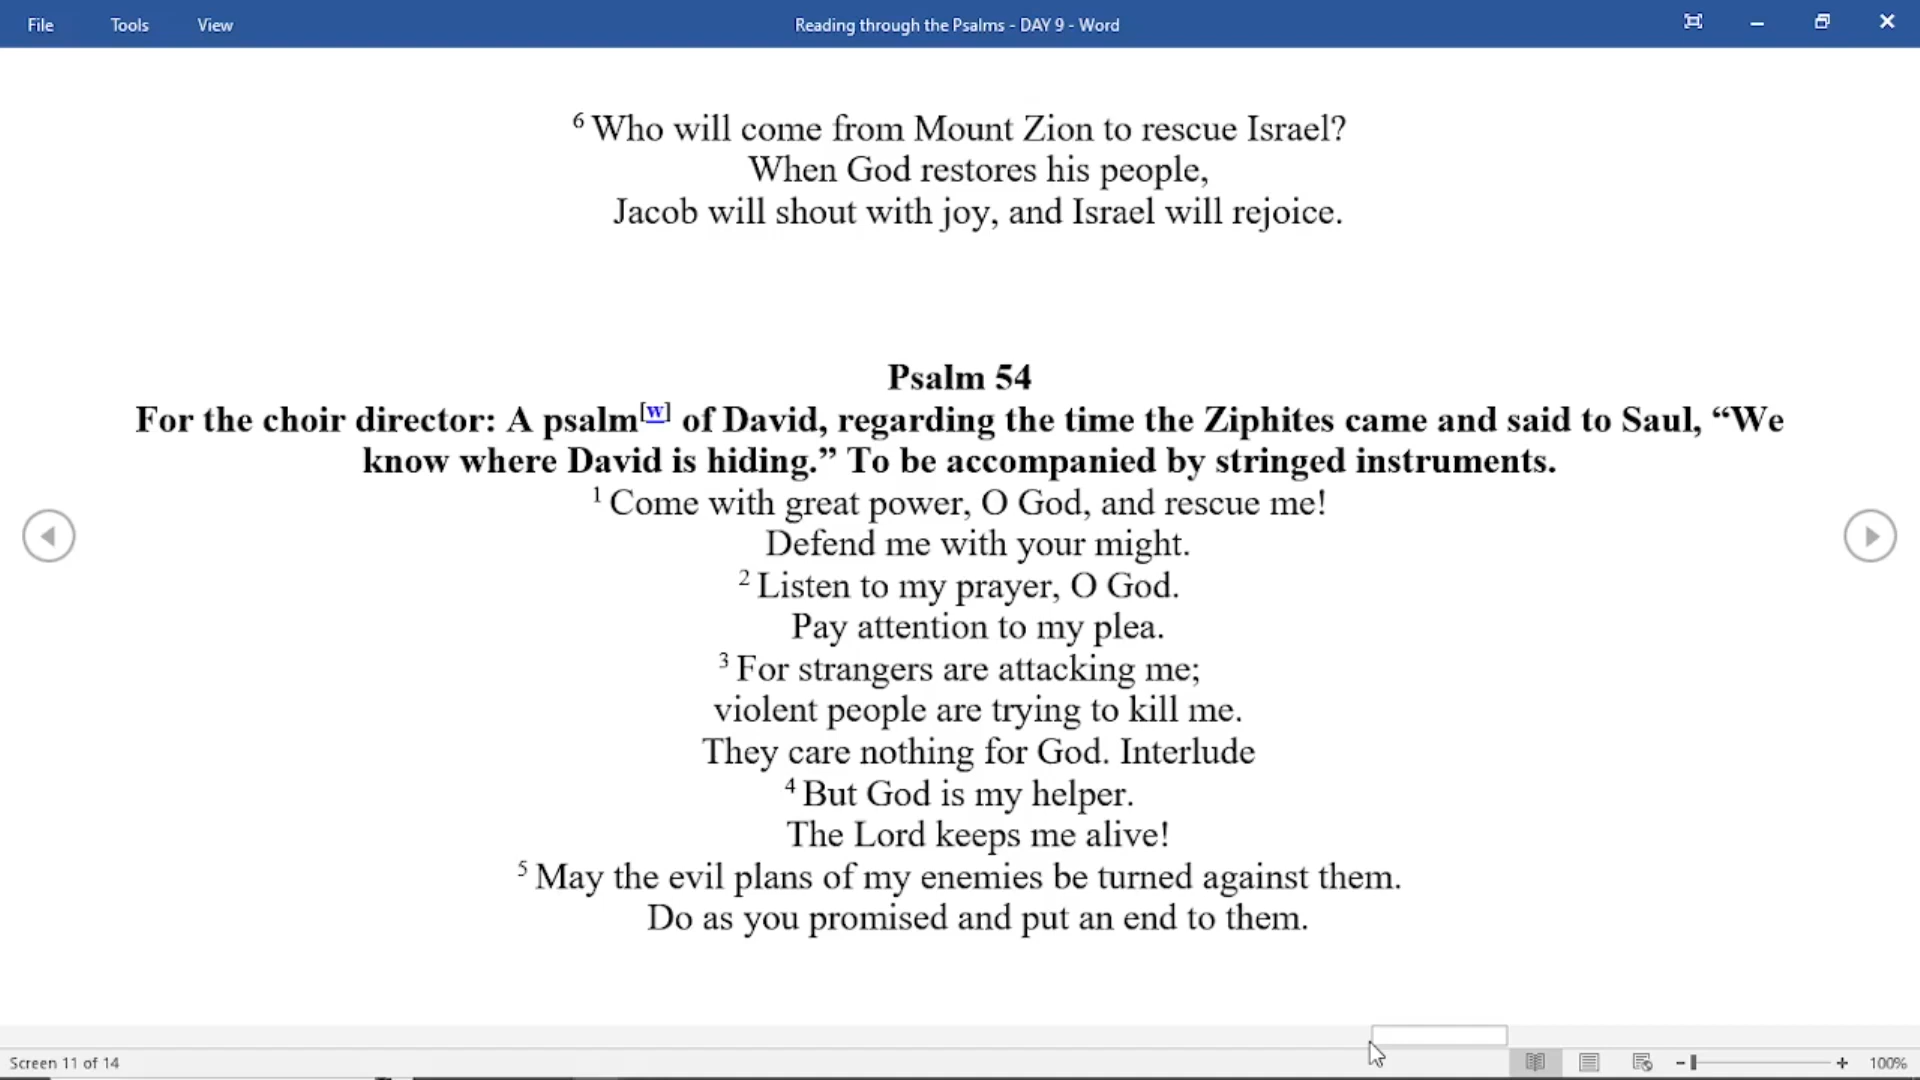 File Tools View Reading through the Psalms - DAY 9 - Word
6 Who will come from Mount Zion to rescue Israel?
When God restores his people,
Jacob will shout with joy, and Israel will rejoice.
Psalm 54
For the choir director: A psalm[w] of David, regarding the time the Ziphites came and said to Saul, “We
know where David is hiding.” To be accompanied by stringed instruments.
1 Come with great power, O God, and rescue me!
Defend me with your might.
2 Listen to my prayer, O God.
Pay attention to my plea.
3 For strangers are attacking me;
violent people are trying to kill me.
They care nothing for God. Interlude
4 But God is my helper.
The Lord keeps me alive!
5 May the evil plans of my enemies be turned against them.
Do as you promised and put an end to them.
Screen 11 of 14 100%